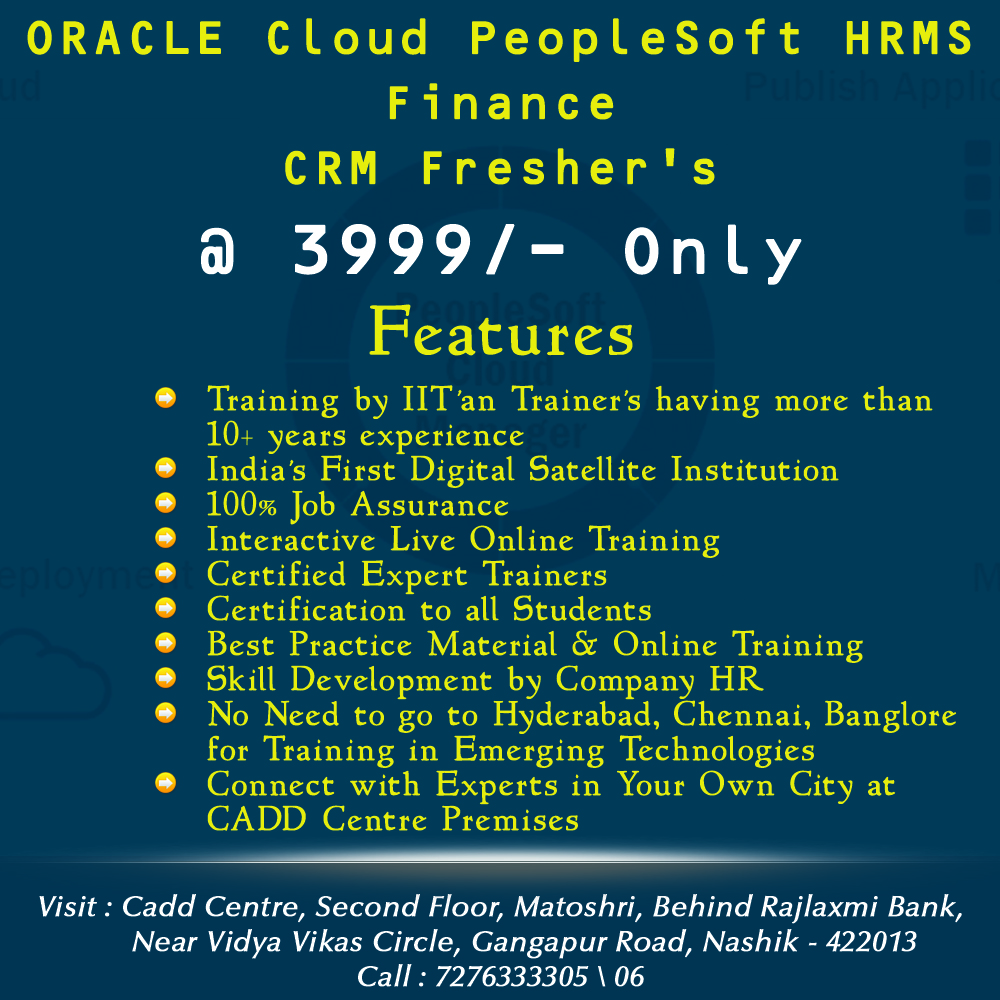 ORACLE Cloud PeopleSoft HRMS
Finance
CRM Fresher's
@ 3999/- Only
PeopleSoft
Cloud
Features
Training by IIT'an Trainer's having more than
10+ years experience
India's First Digital Satellite Institution
100% Job Assurance
Interactive Live Online Training
Certified Expert Trainers
Certification to all Students
Best Practice Material & Online Training
Skill Development by Company HR
No Need to go to Hyderabad, Chennai, Banglore
for Training in Emerging Technologies
Connect with Experts in Your Own City at
CADD Centre Premises
Visit : Cadd Centre, Second Floor, Matoshri, Behind Rajlaxmi Bank,
Near Vidya Vikas Circle, Gangapur Road, Nashik - 422013
Call : 7276333305 \ 06